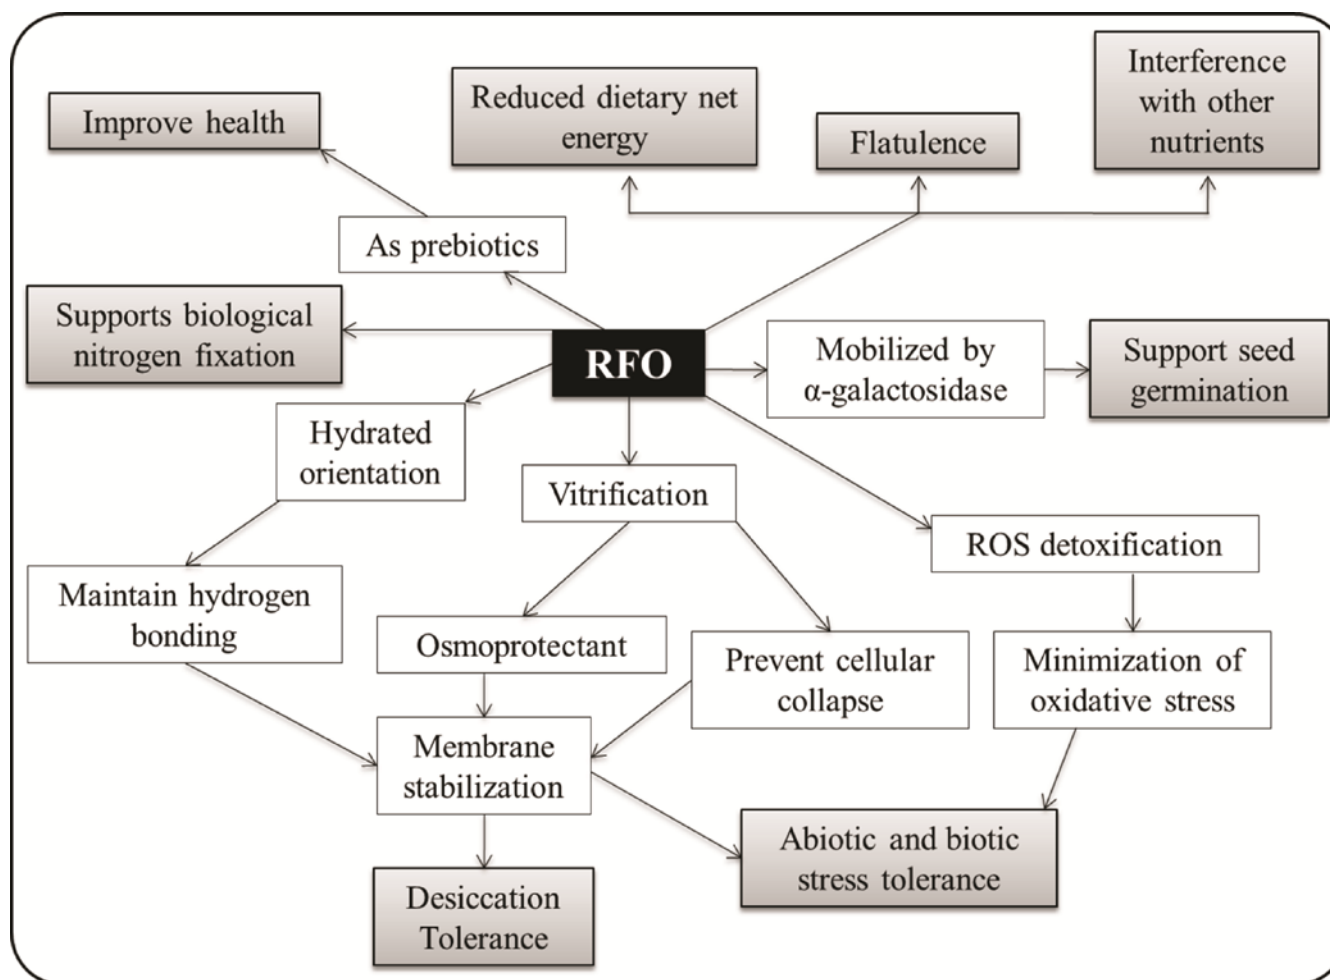 Improve health
Reduced dietary net
energy
Flatulence
Interference
with other
nutrients
As prebiotics
Supports biological
nitrogen fixation
RFO
Mobilized by
α-galactosidase
Support seed
germination
Hydrated
orientation
Vitrification
ROS detoxification
Maintain hydrogen
bonding
Osmoprotectant
Prevent cellular
collapse
Minimization of
oxidative stress
Membrane
stabilization
Abiotic and biotic
stress tolerance
Desiccation
Tolerance